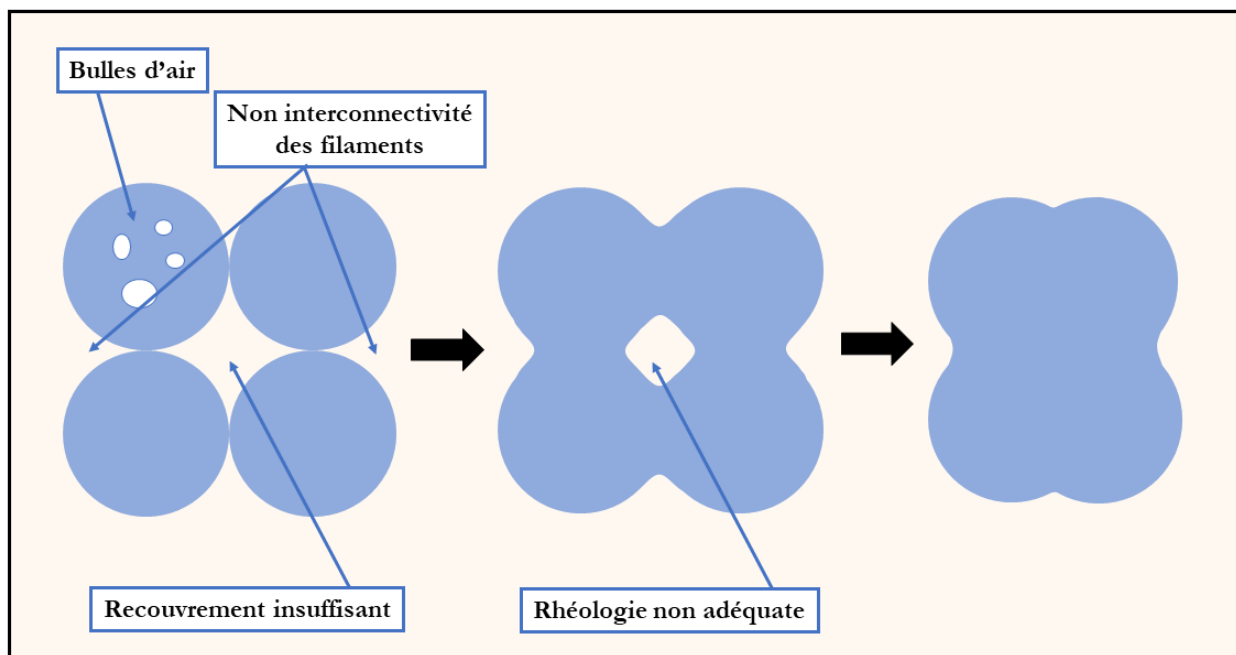 Bulles d’air
Non interconnectivité
des filaments
Recouvrement insuffisant
Rhéologie non adéquate